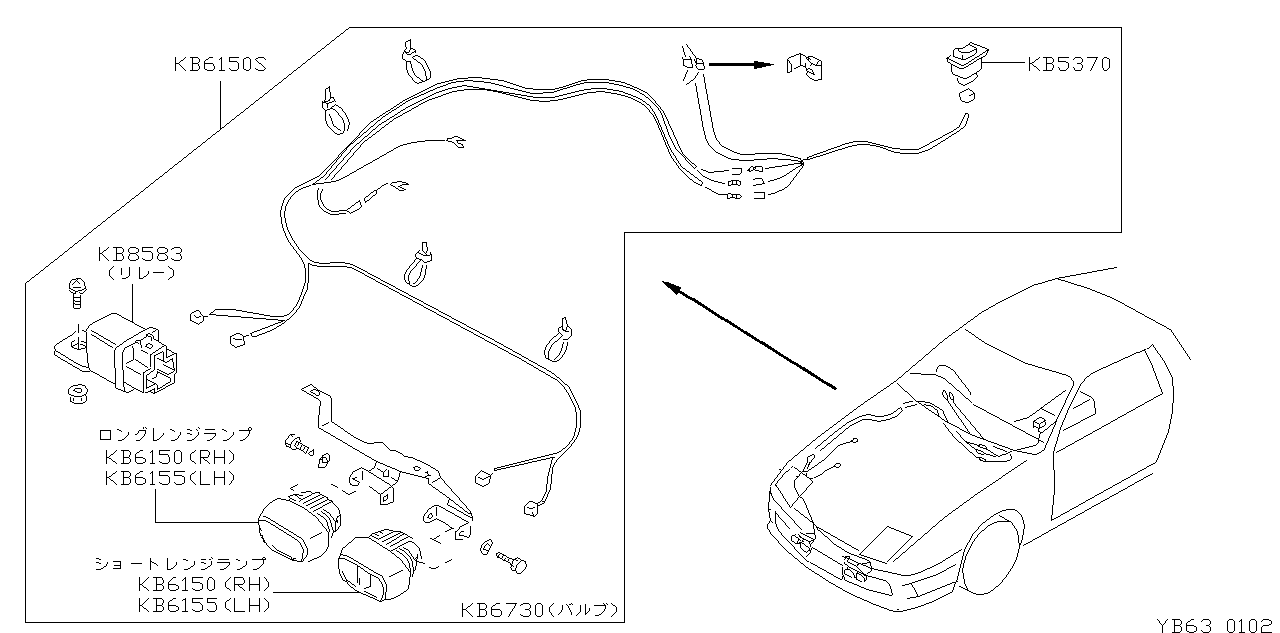 KB6150S
KB5370
KB8583
(リレー)
ロングレンジランプ
KB6150(RH)
KB6155(LH)
ショートレンジランプ
KB6150(RH)
KB6155(LH)
KB6730(バルブ)
YB63 0102